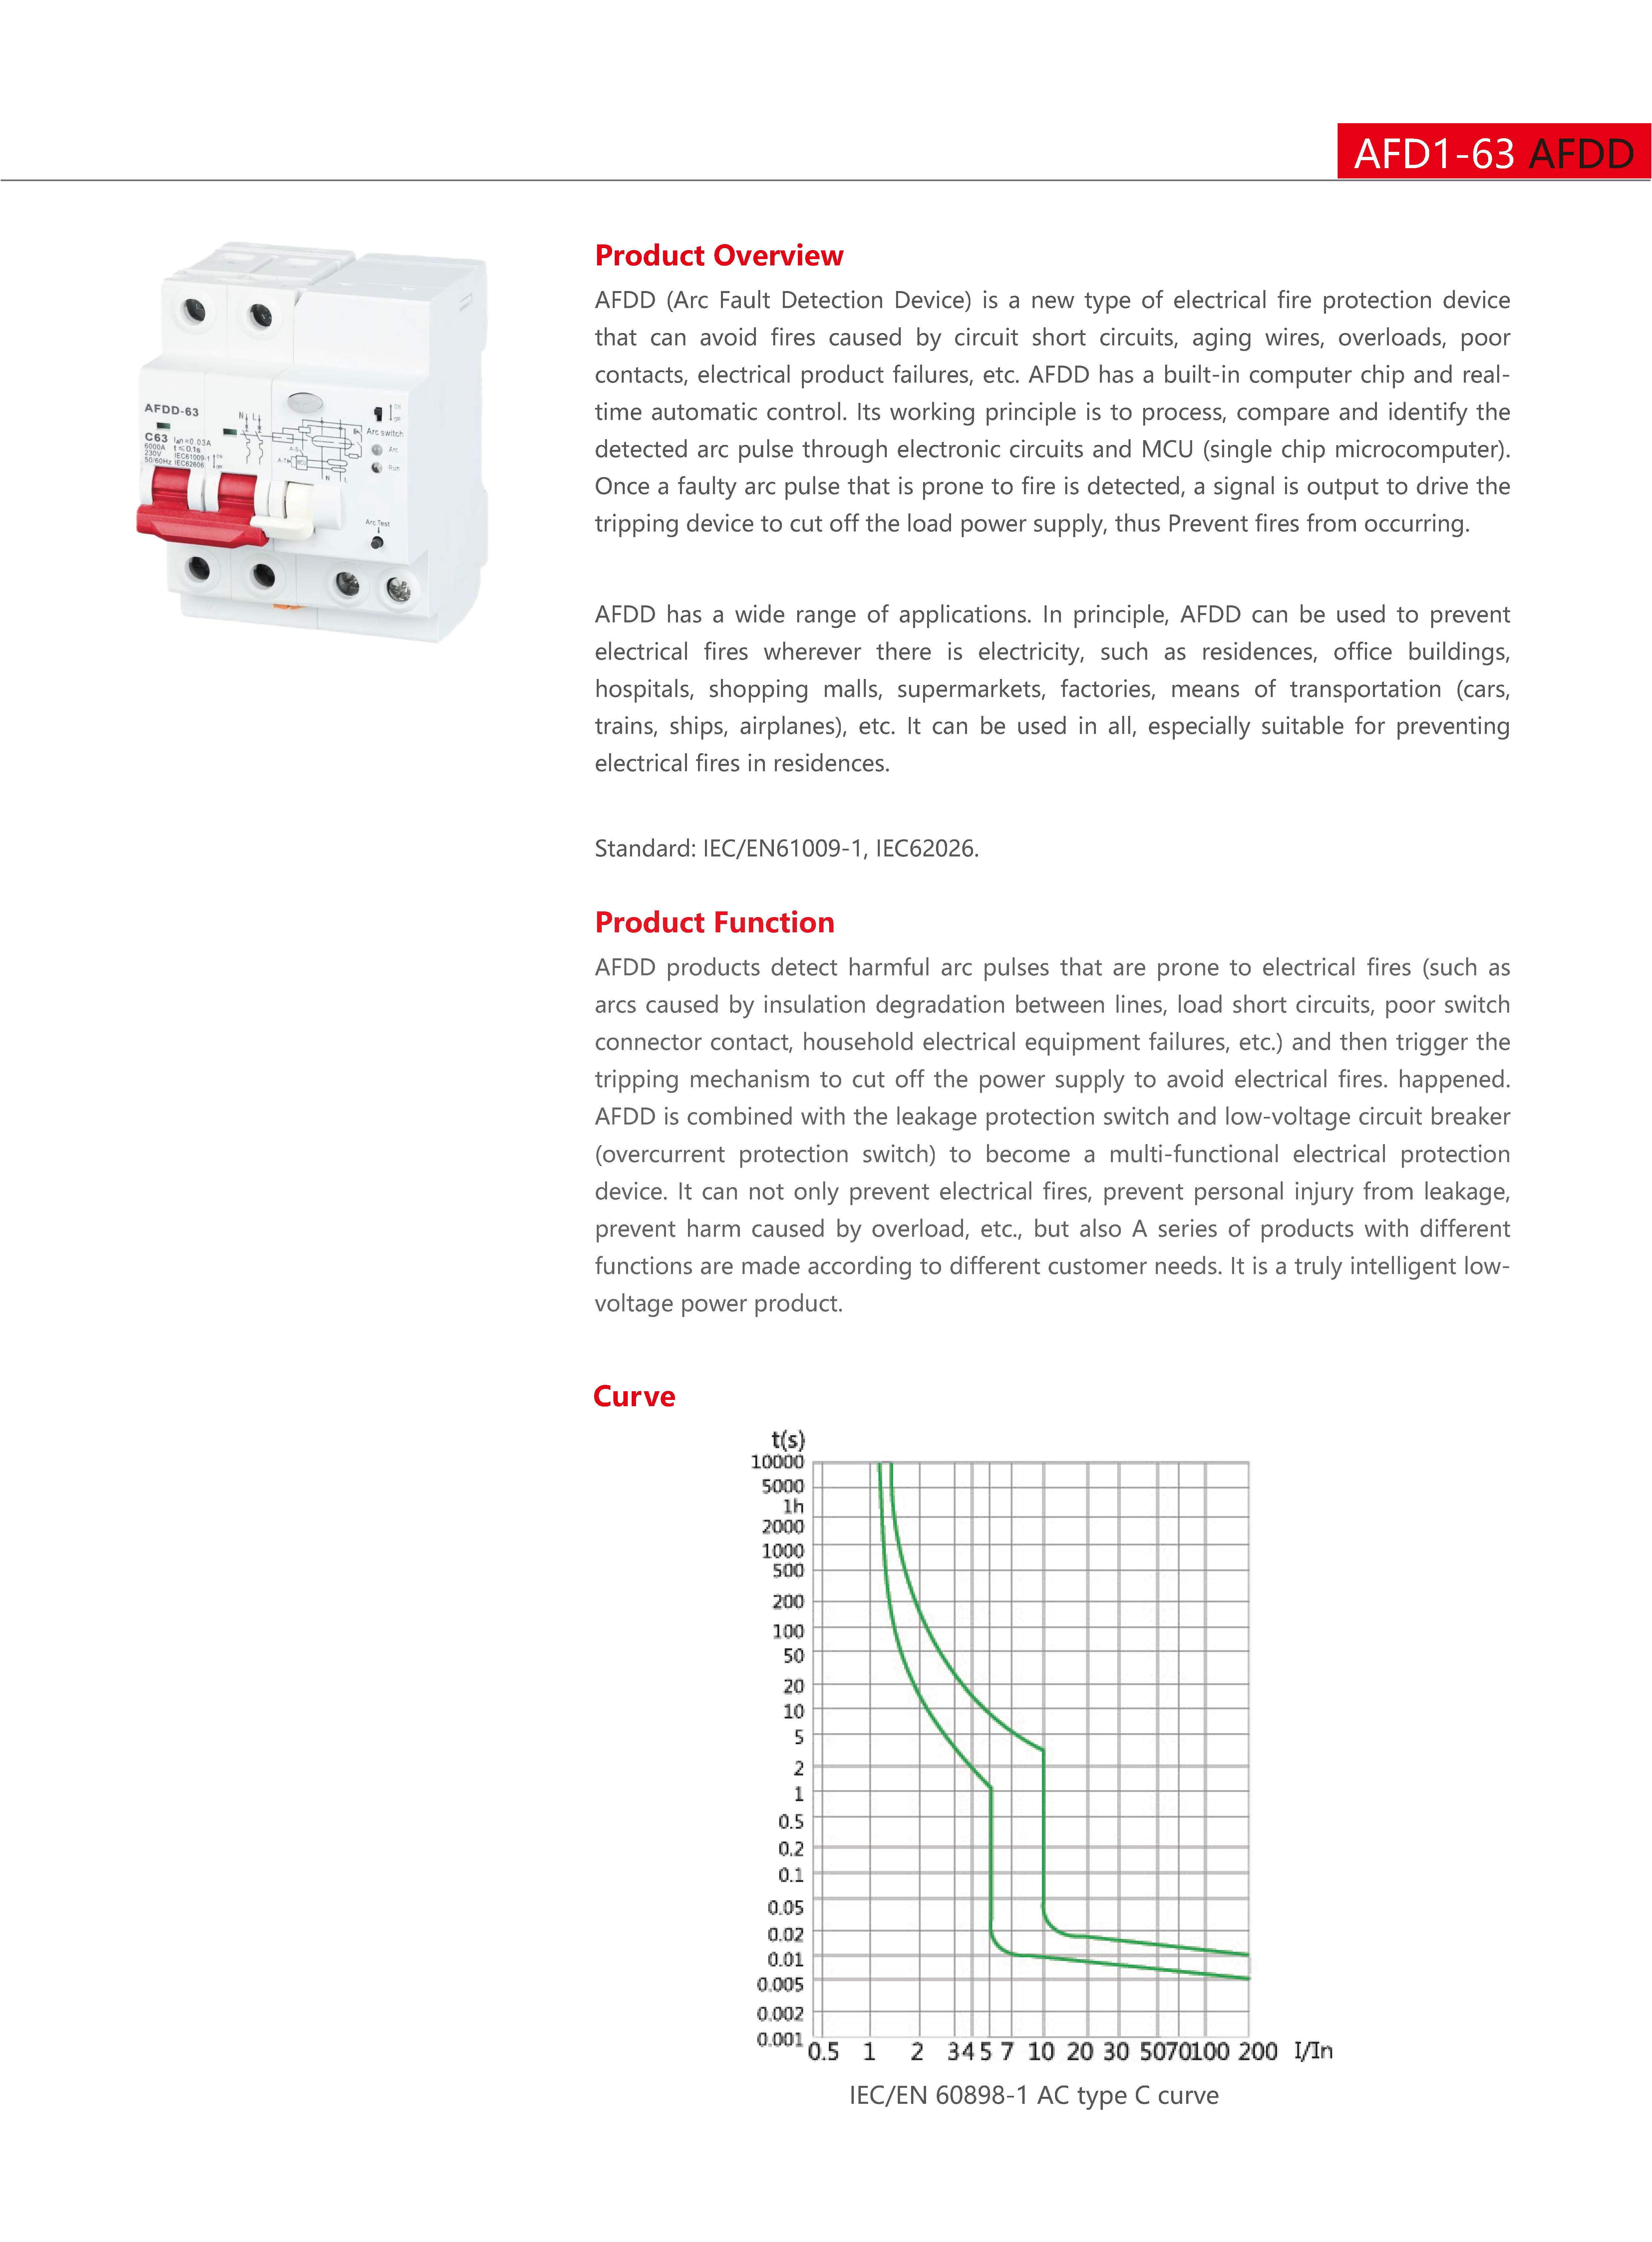 AFD1-63 AFDD
Product Overview
AFDD (Arc Fault Detection Device) is a new type of electrical fire protection device
that can avoid fires caused by circuit short circuits, aging wires, overloads, poor
contacts, electrical product failures, etc. AFDD has a built-in computer chip and real-
time automatic control. Its working principle is to process, compare and identify the
detected arc pulse through electronic circuits and MCU (single chip microcomputer).
Once a faulty arc pulse that is prone to fire is detected, a signal is output to drive the
tripping device to cut off the load power supply, thus Prevent fires from occurring.
AFDD has a wide range of applications. In principle, AFDD can be used to prevent
electrical fires wherever there is electricity, such as residences, office buildings,
hospitals, shopping malls, supermarkets, factories, means of transportation (cars,
trains, ships, airplanes), etc. It can be used in all, especially suitable for preventing
electrical fires in residences.
Standard: IEC/EN61009-1, IEC62026.
AFDD-63
N L
C63 I△n=0.03A
6000A t≤0.1s
230V IEC61009-1
50/60Hz IEC62606
Arc switch
Arc
Run
N L
Arc Test
Product Function
AFDD products detect harmful arc pulses that are prone to electrical fires (such as
arcs caused by insulation degradation between lines, load short circuits, poor switch
connector contact, household electrical equipment failures, etc.) and then trigger the
tripping mechanism to cut off the power supply to avoid electrical fires. happened.
AFDD is combined with the leakage protection switch and low-voltage circuit breaker
(overcurrent protection switch) to become a multi-functional electrical protection
device. It can not only prevent electrical fires, prevent personal injury from leakage,
prevent harm caused by overload, etc., but also A series of products with different
functions are made according to different customer needs. It is a truly intelligent low-
voltage power product.
Curve
t(s)
10000
5000
1h
2000
1000
500
200
100
50
20
10
5
2
1
0.5
0.2
0.1
0.05
0.02
0.01
0.005
0.002
0.001
0.5 1 2 3 4 5 7 10 20 30 50 70 100 200 I/In
IEC/EN 60898-1 AC type C curve